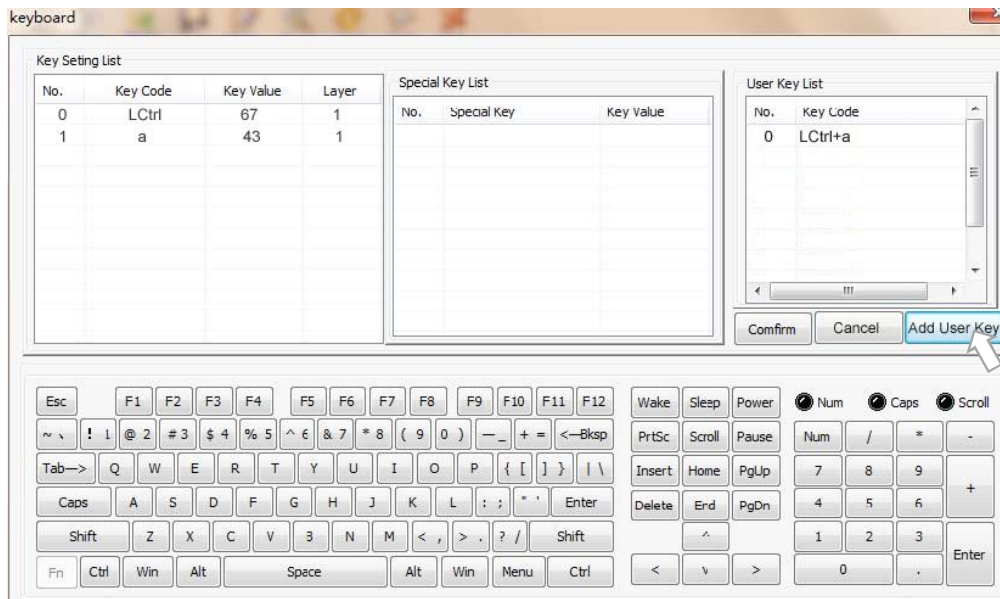 keyboard
Key Seting List
No. Key Code Key Value Layer
0 LCtrl 67 1
1 a 43 1
Special Key List
No. Special Key Key Value
User Key List
No. Key Code
0 LCtrl+a
Comfirm Cancel Add User Key
Esc F1 F2 F3 F4 F5 F6 F7 F8 F9 F10 F11 F12 Wake Sleep Power Num Caps Scroll
~ 、 ! 1 @ 2 # 3 $ 4 % 5 ^ 6 & 7 * 8 ( 9 0 ) —_ + = <—Bksp PrtSc Scroll Pause Num / * -
Tab—> Q W E R T Y U I O P { [ ] } | \ Insert Home PgUp 7 8 9 +
Caps A S D F G H J K L : ; " ' Enter Delete End PgDn 4 5 6
Shift Z X C V B N M < , > . ? / Shift ^ 1 2 3 Enter
Fn Ctrl Win Alt Space Alt Win Menu Ctrl < v > 0 .